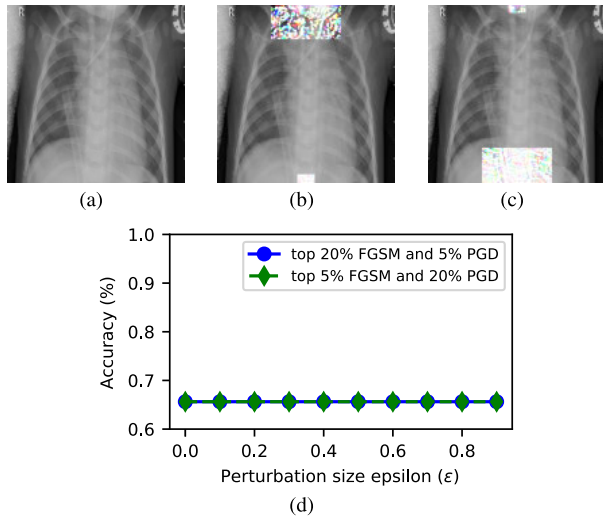 (a)
(b)
(c)
1.0
0.9
0.8
0.7
0.6
Accuracy (%)
top 20% FGSM and 5% PGD
top 5% FGSM and 20% PGD
0.0
0.2
0.4
0.6
0.8
Perturbation size epsilon (ε)
(d)